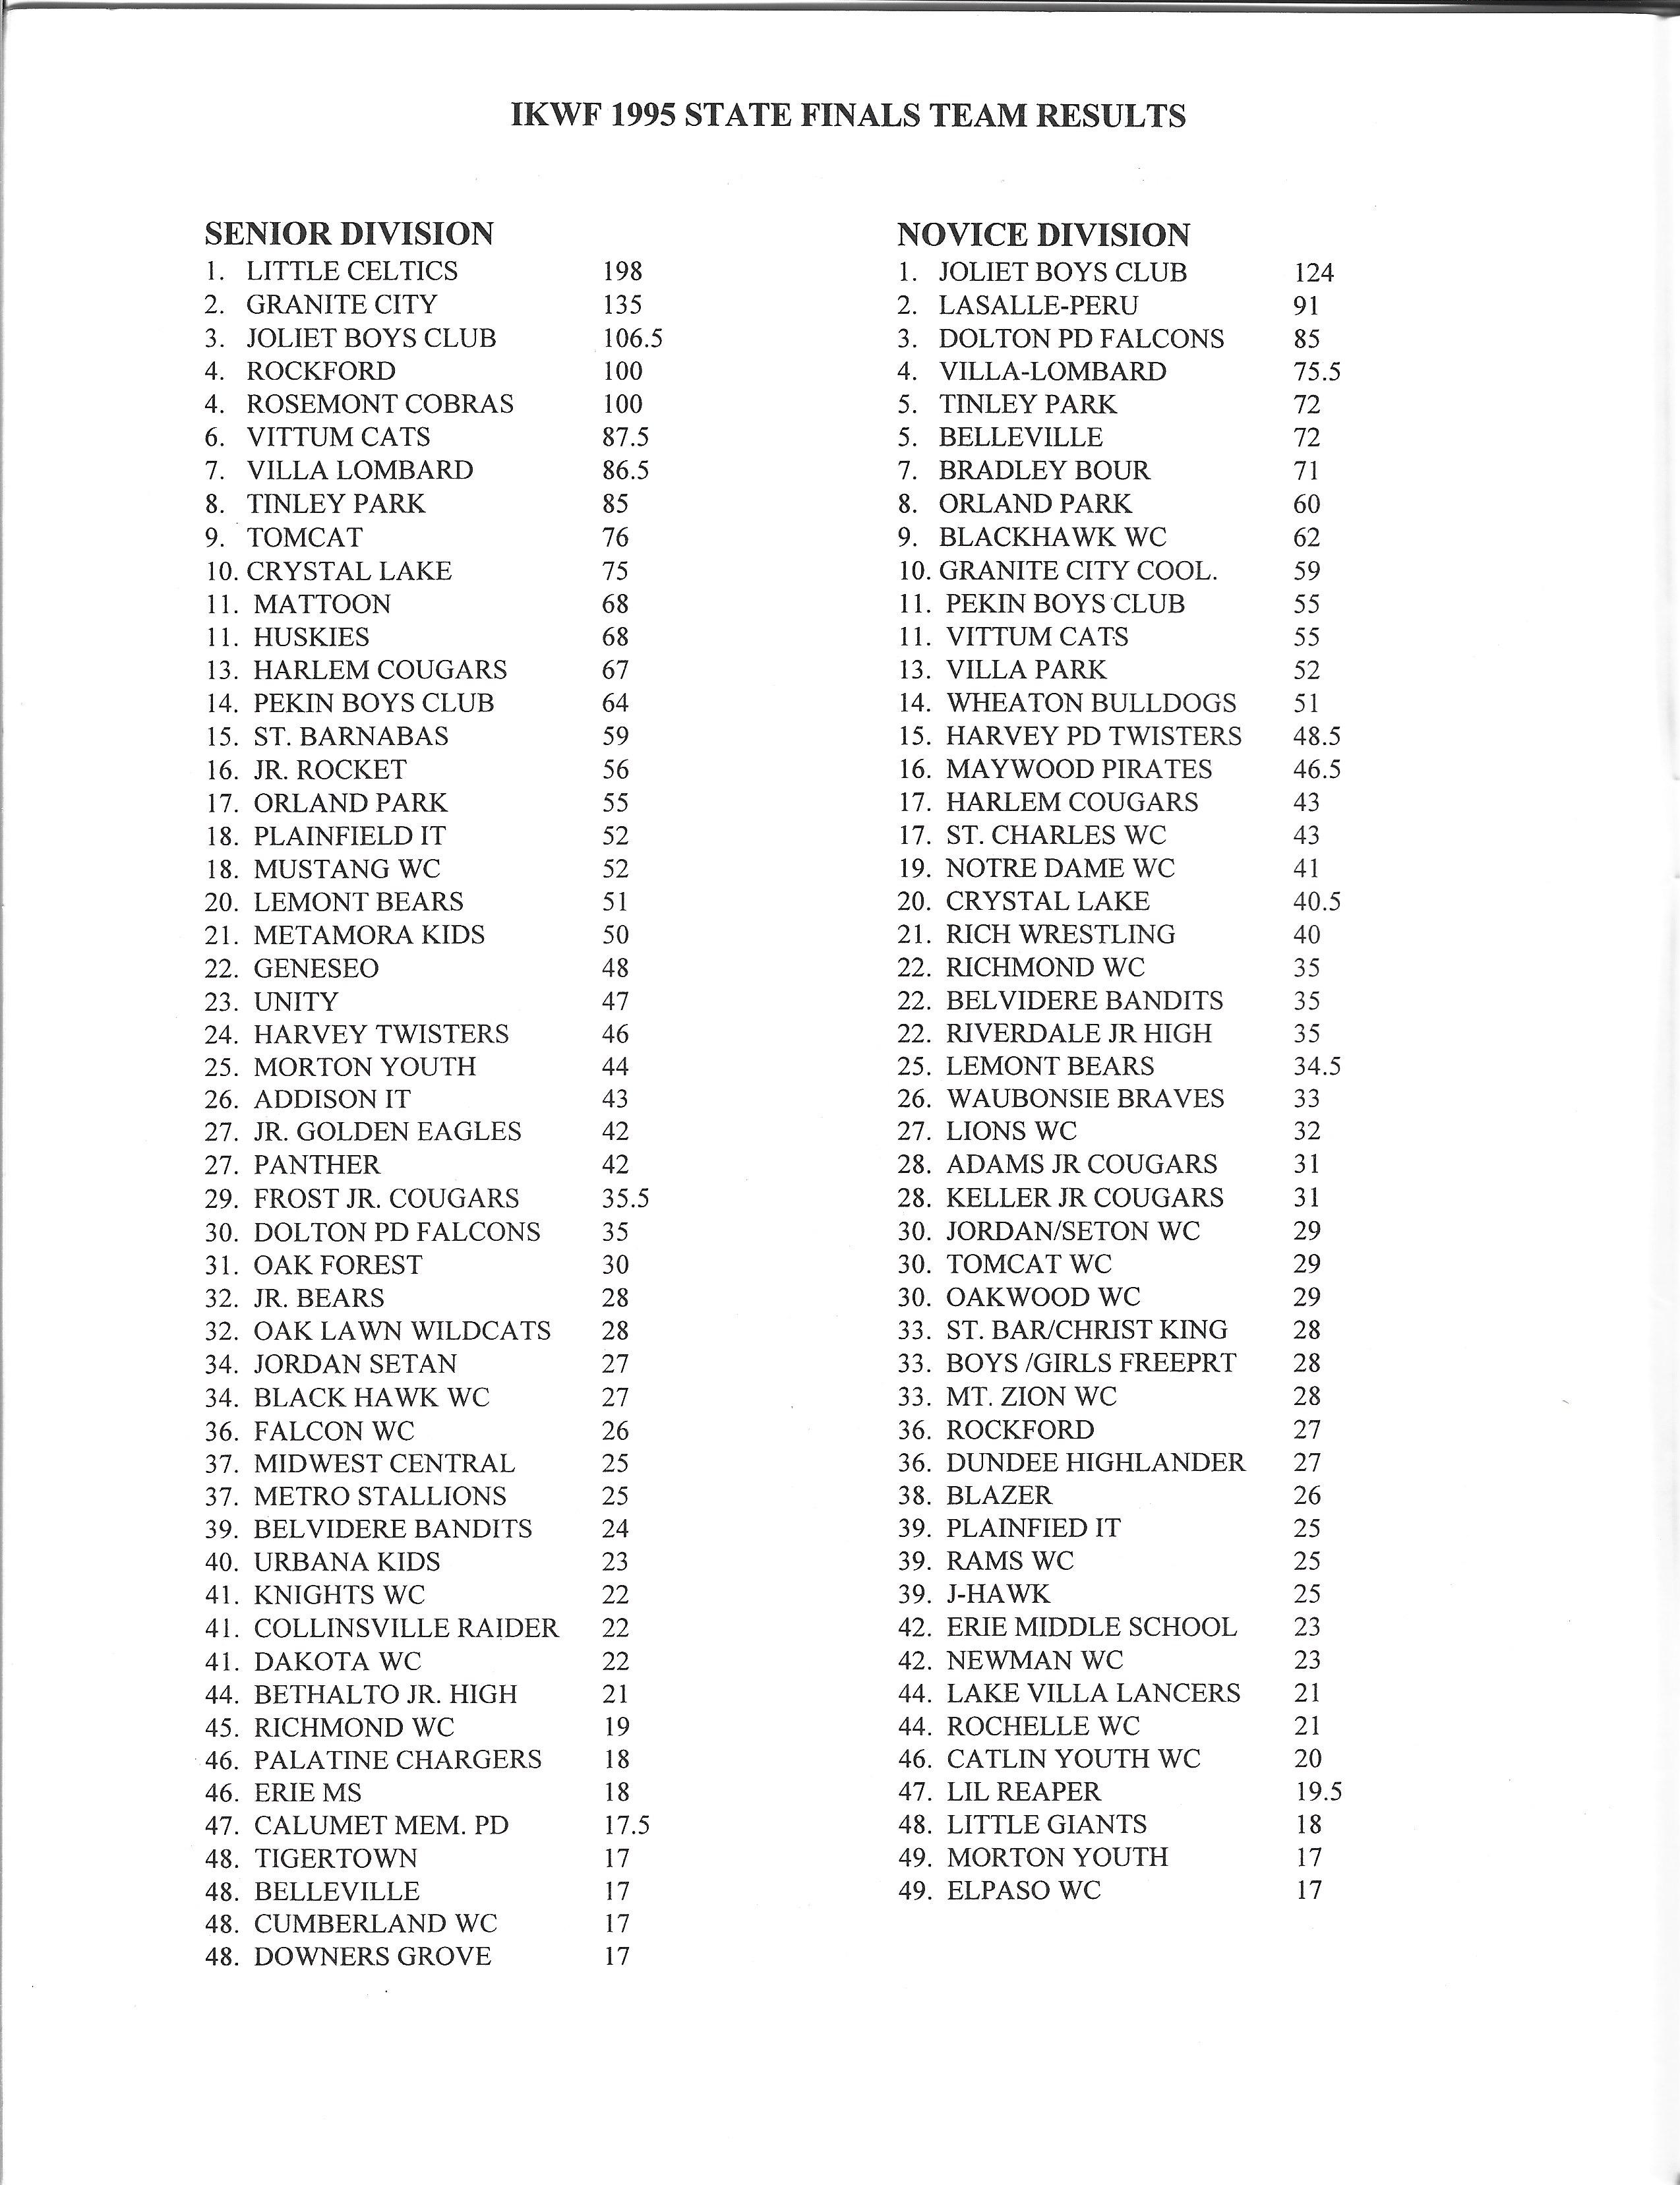 IKWF 1995 STATE FINALS TEAM RESULTS
SENIOR DIVISION
1. LITTLE CELTICS 198
2. GRANITE CITY 135
3. JOLIET BOYS CLUB 106.5
4. ROCKFORD 100
4. ROSEMONT COBRAS 100
6. VITTUM CATS 87.5
7. VILLA LOMBARD 86.5
8. TINLEY PARK 85
9. TOMCAT 76
10. CRYSTAL LAKE 75
11. MATTOON 68
11. HUSKIES 68
13. HARLEM COUGARS 67
14. PEKIN BOYS CLUB 64
15. ST. BARNABAS 59
16. JR. ROCKET 56
17. ORLAND PARK 55
18. PLAINFIELD IT 52
18. MUSTANG WC 52
20. LEMONT BEARS 51
21. METAMORA KIDS 50
22. GENESEO 48
23. UNITY 47
24. HARVEY TWISTERS 46
25. MORTON YOUTH 44
26. ADDISON IT 43
27. JR. GOLDEN EAGLES 42
27. PANTHER 42
29. FROST JR. COUGARS 35.5
30. DOLTON PD FALCONS 35
31. OAK FOREST 30
32. JR. BEARS 28
32. OAK LAWN WILDCATS 28
34. JORDAN SETAN 27
34. BLACK HAWK WC 27
36. FALCON WC 26
37. MIDWEST CENTRAL 25
37. METRO STALLIONS 25
39. BELVIDERE BANDITS 24
40. URBANA KIDS 23
41. KNIGHTS WC 22
41. COLLINSVILLE RAIDER 22
41. DAKOTA WC 22
44. BETHALTO JR. HIGH 21
45. RICHMOND WC 19
46. PALATINE CHARGERS 18
46. ERIE MS 18
47. CALUMET MEM. PD 17.5
48. TIGERTOWN 17
48. BELLEVILLE 17
48. CUMBERLAND WC 17
48. DOWNERS GROVE 17
NOVICE DIVISION
1. JOLIET BOYS CLUB 124
2. LASALLE-PERU 91
3. DOLTON PD FALCONS 85
4. VILLA-LOMBARD 75.5
5. TINLEY PARK 72
5. BELLEVILLE 72
7. BRADLEY BOUR 71
8. ORLAND PARK 60
9. BLACKHAWK WC 62
10. GRANITE CITY COOL. 59
11. PEKIN BOYS CLUB 55
11. VITTUM CATS 55
13. VILLA PARK 52
14. WHEATON BULLDOGS 51
15. HARVEY PD TWISTERS 48.5
16. MAYWOOD PIRATES 46.5
17. HARLEM COUGARS 43
17. ST. CHARLES WC 43
19. NOTRE DAME WC 41
20. CRYSTAL LAKE 40.5
21. RICH WRESTLING 40
22. RICHMOND WC 35
22. BELVIDERE BANDITS 35
22. RIVERDALE JR HIGH 35
25. LEMONT BEARS 34.5
26. WAUBONSIE BRAVES 33
27. LIONS WC 32
28. ADAMS JR COUGARS 31
28. KELLER JR COUGARS 31
30. JORDAN/SETON WC 29
30. TOMCAT WC 29
30. OAKWOOD WC 29
33. ST. BAR/CHRIST KING 28
33. BOYS /GIRLS FREEPRT 28
33. MT. ZION WC 28
36. ROCKFORD 27
36. DUNDEE HIGHLANDER 27
38. BLAZER 26
39. PLAINFIED IT 25
39. RAMS WC 25
39. J-HAWK 25
42. ERIE MIDDLE SCHOOL 23
42. NEWMAN WC 23
44. LAKE VILLA LANCERS 21
44. ROCHELLE WC 21
46. CATLIN YOUTH WC 20
47. LIL REAPER 19.5
48. LITTLE GIANTS 18
49. MORTON YOUTH 17
49. ELPASO WC 17